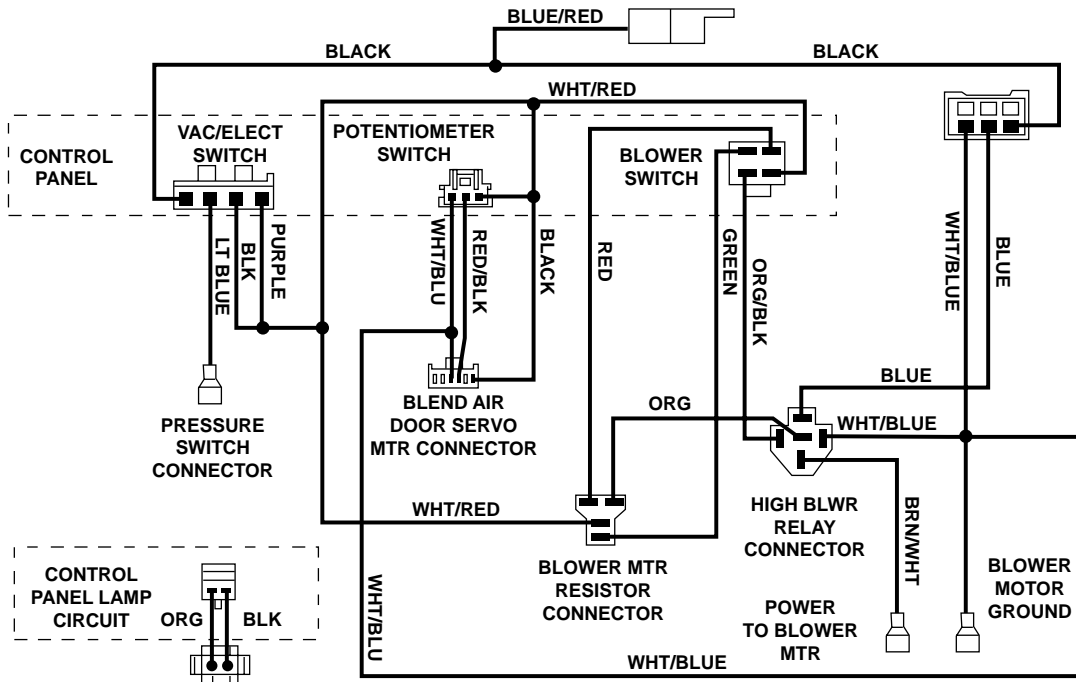 BLUE/RED
BLACK
BLACK
WHT/RED
VAC/ELECT
SWITCH
POTENTIOMETER
SWITCH
BLOWER
SWITCH
CONTROL
PANEL
LT BLUE
BLK
PURPLE
WHT/BLU
RED/BLK
BLACK
RED
GREEN
ORG/BLK
WHT/BLUE
BLUE
BLUE
ORG
WHT/BLUE
PRESSURE
SWITCH
CONNECTOR
BLEND AIR
DOOR SERVO
MTR CONNECTOR
WHT/RED
HIGH BLWR
RELAY
CONNECTOR
BRN/WHT
BLOWER MTR
RESISTOR
CONNECTOR
BLOWER
MOTOR
GROUND
CONTROL
PANEL LAMP
CIRCUIT
ORG
BLK
WHT/BLU
POWER
TO BLOWER
MTR
WHT/BLUE